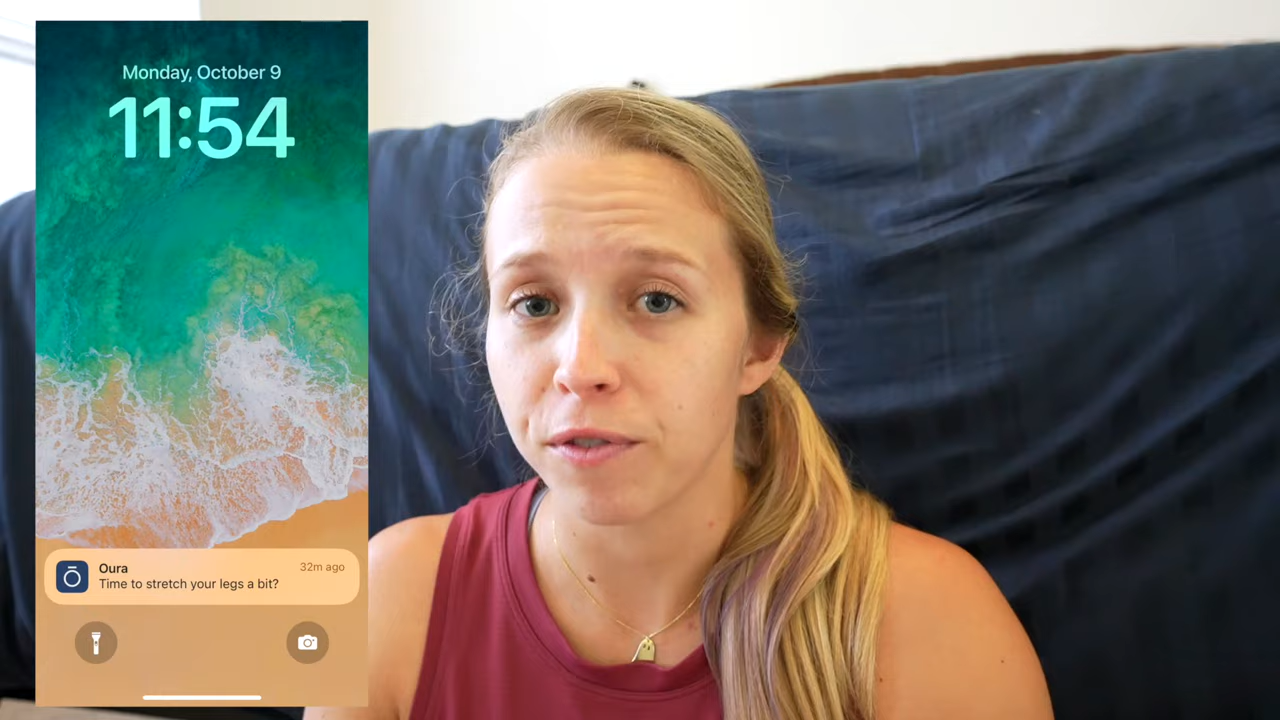 Monday, October 9
11:54
Oura
32m ago
Time to stretch your legs a bit?